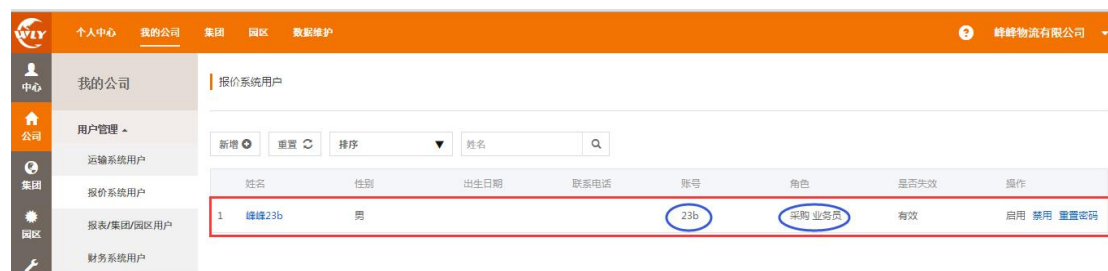 WLY 个人中心 我的公司 集团 园区 数据维护 ? 峰峰物流有限公司
中心
公司
集团
园区
我的公司
用户管理
运输系统用户
报价系统用户
报表/集团/园区用户
财务系统用户
报价系统用户
新增 重置 排序 姓名
姓名 性别 出生日期 联系电话 账号 角色 是否失效 操作
1 峰峰23b 男 23b 采购 业务员 有效 启用 禁用 重置密码